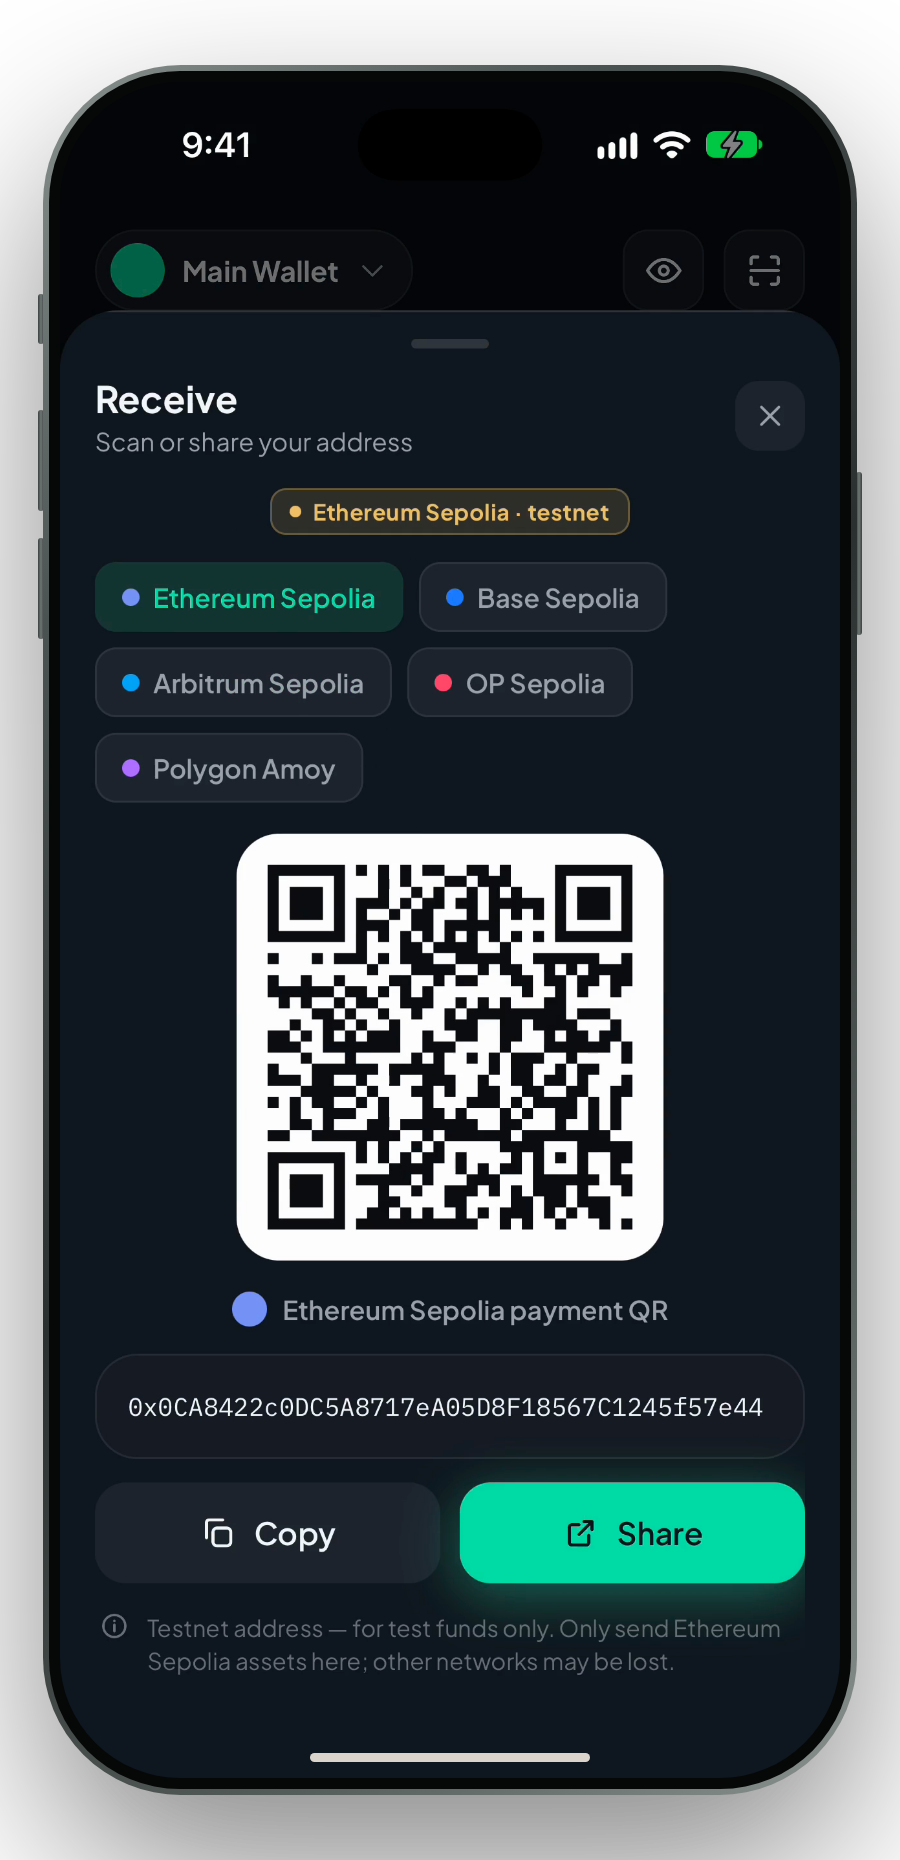 9:41
Main Wallet
Receive
Scan or share your address
Ethereum Sepolia · testnet
Ethereum Sepolia
Base Sepolia
Arbitrum Sepolia
OP Sepolia
Polygon Amoy
Ethereum Sepolia payment QR
0x0CA8422c0DC5A8717eA05D8F18567C1245f57e44
Copy
Share
Testnet address — for test funds only. Only send Ethereum
Sepolia assets here; other networks may be lost.